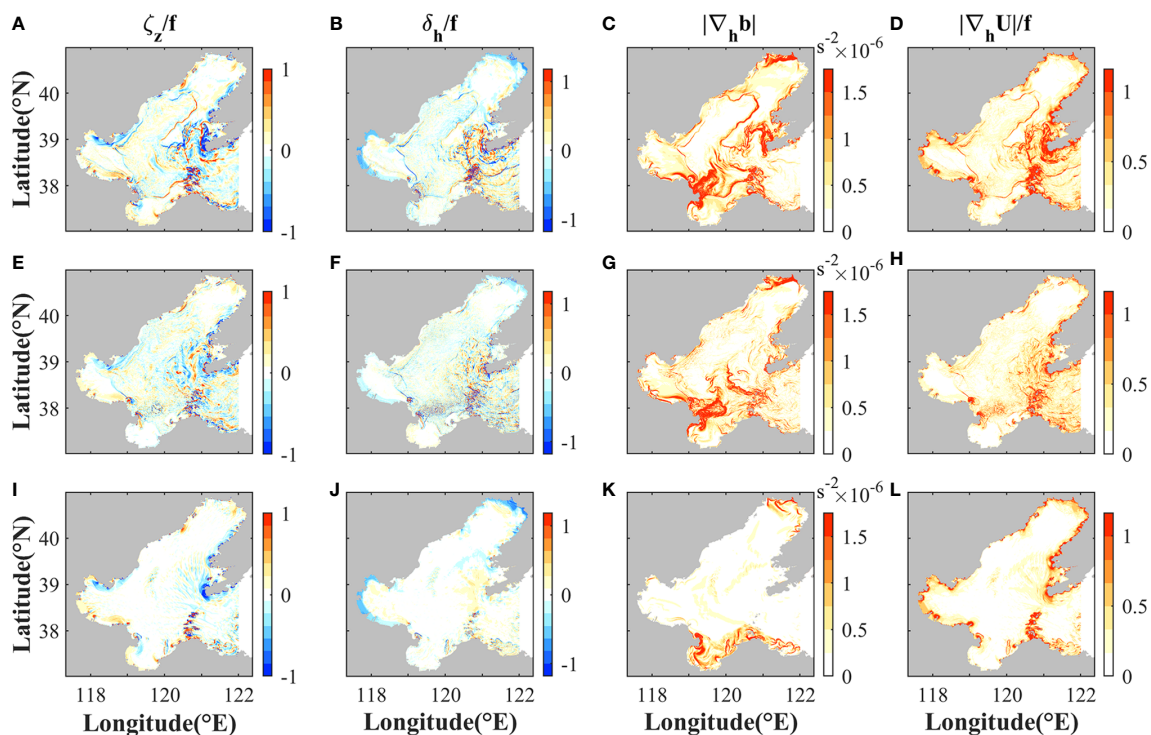 A ζz/f B δh/f C |∇hb| D |∇hU|/f
s⁻²×10⁻⁶
Latitude(°N) 40 39 38 1 0 -1 1 0 -1 1.5 1 0.5 0 1 0.5 0
E F G H
s⁻²×10⁻⁶
Latitude(°N) 40 39 38 1 0 -1 1 0 -1 1.5 1 0.5 0 1 0.5 0
I J K L
s⁻²×10⁻⁶
Latitude(°N) 40 39 38 1 0 -1 1 0 -1 1.5 1 0.5 0 1 0.5 0
118 120 122 118 120 122 118 120 122 118 120 122
Longitude(°E) Longitude(°E) Longitude(°E) Longitude(°E)